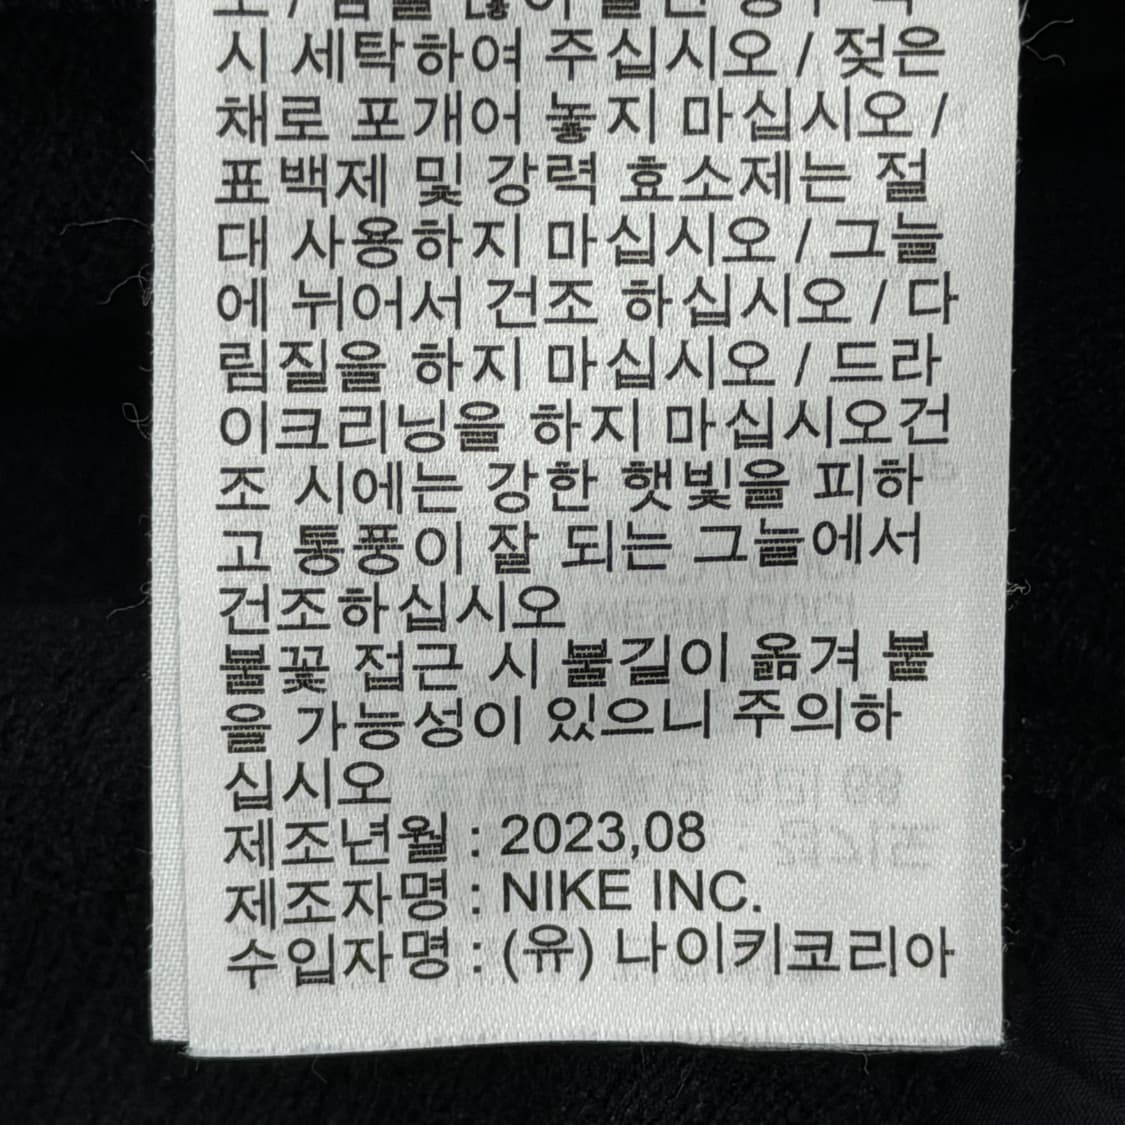 시 세탁하여 주십시오 / 젖은
채로 포개어 놓지 마십시오 /
표백제 및 강력 효소제는 절
대 사용하지 마십시오 / 그늘
에 뉘어서 건조 하십시오 / 다
림질을 하지 마십시오 / 드라
이크리닝을 하지 마십시오건
조 시에는 강한 햇빛을 피하
고 통풍이 잘 되는 그늘에서
건조하십시오
불꽃 접근 시 불길이 옮겨 붙
을 가능성이 있으니 주의하
십시오
제조년월 : 2023,08
제조자명 : NIKE INC.
수입자명 : (유) 나이키코리아